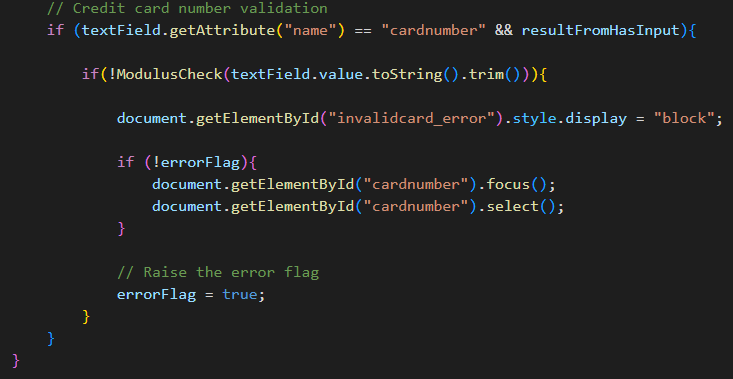 // Credit card number validation
if (textField.getAttribute("name") == "cardnumber" && resultFromHasInput){
if(!ModulusCheck(textField.value.toString().trim())){
document.getElementById("invalidcard_error").style.display = "block";
if (!errorFlag){
document.getElementById("cardnumber").focus();
document.getElementById("cardnumber").select();
}
// Raise the error flag
errorFlag = true;
}
}
}